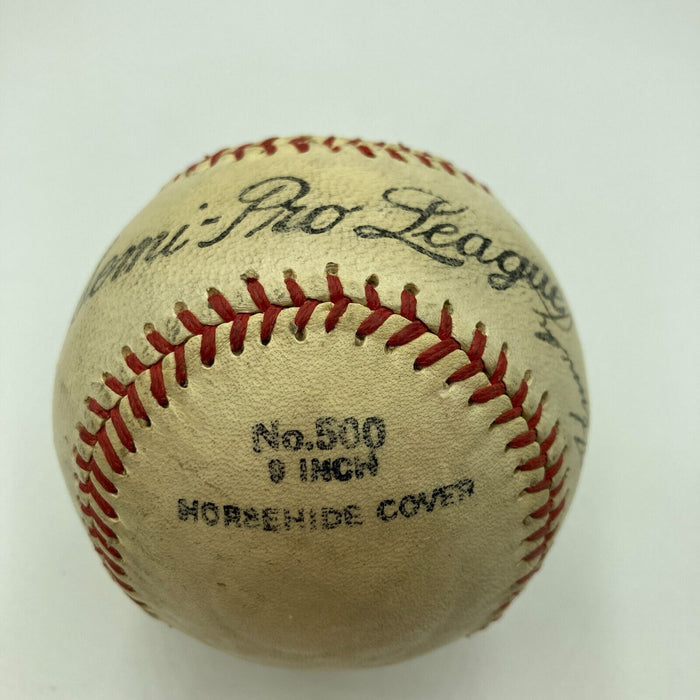 Semi-Pro League
No.500
9 INCH
HORSEHIDE COVER